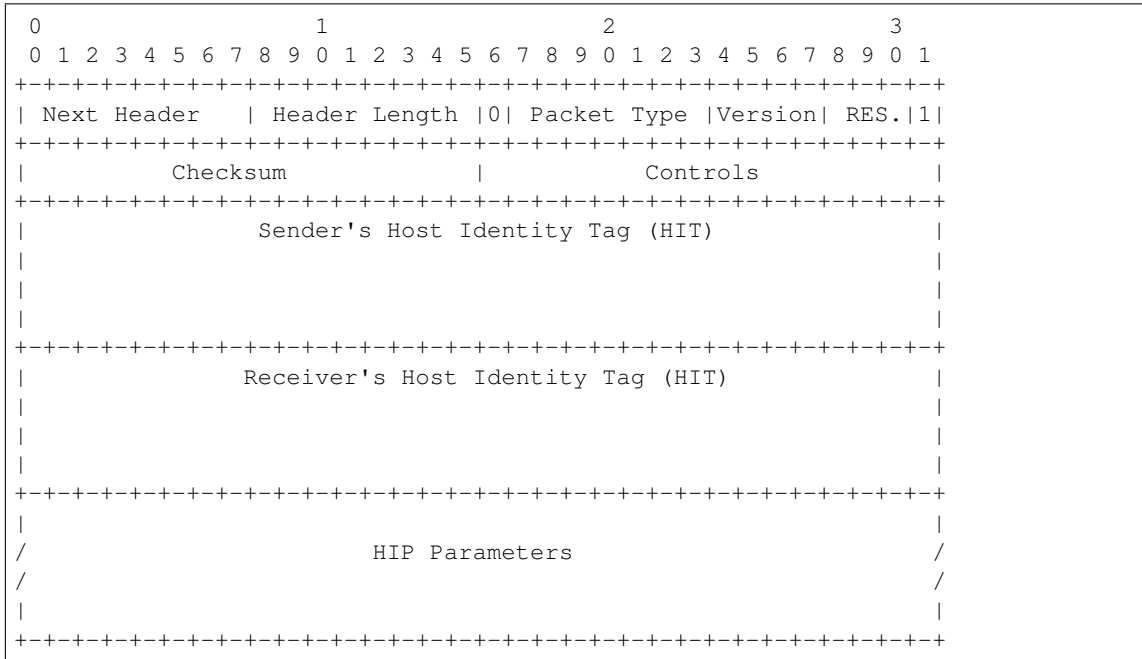 0                   1                   2                   3
 0 1 2 3 4 5 6 7 8 9 0 1 2 3 4 5 6 7 8 9 0 1 2 3 4 5 6 7 8 9 0 1
+-+-+-+-+-+-+-+-+-+-+-+-+-+-+-+-+-+-+-+-+-+-+-+-+-+-+-+-+-+-+-+-+
| Next Header   | Header Length |0| Packet Type |Version| RES.|1|
+-+-+-+-+-+-+-+-+-+-+-+-+-+-+-+-+-+-+-+-+-+-+-+-+-+-+-+-+-+-+-+-+
|          Checksum             |           Controls            |
+-+-+-+-+-+-+-+-+-+-+-+-+-+-+-+-+-+-+-+-+-+-+-+-+-+-+-+-+-+-+-+-+
|                Sender's Host Identity Tag (HIT)               |
|                                                               |
|                                                               |
|                                                               |
+-+-+-+-+-+-+-+-+-+-+-+-+-+-+-+-+-+-+-+-+-+-+-+-+-+-+-+-+-+-+-+-+
|               Receiver's Host Identity Tag (HIT)              |
|                                                               |
|                                                               |
|                                                               |
+-+-+-+-+-+-+-+-+-+-+-+-+-+-+-+-+-+-+-+-+-+-+-+-+-+-+-+-+-+-+-+-+
|                                                               |
/                        HIP Parameters                         /
/                                                               /
|                                                               |
+-+-+-+-+-+-+-+-+-+-+-+-+-+-+-+-+-+-+-+-+-+-+-+-+-+-+-+-+-+-+-+-+